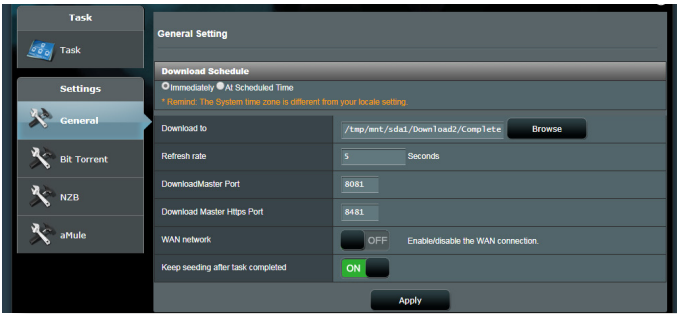 Task
Task
Settings
General
Bit Torrent
NZB
aMule
General Setting
Download Schedule
Immediately At Scheduled Time
* Remind: The System time zone is different from your locale setting.
Download to /tmp/mnt/sda1/Download2/Complete Browse
Refresh rate 5 Seconds
DownloadMaster Port 8081
Download Master Https Port 8481
WAN network OFF Enable/disable the WAN connection.
Keep seeding after task completed ON
Apply